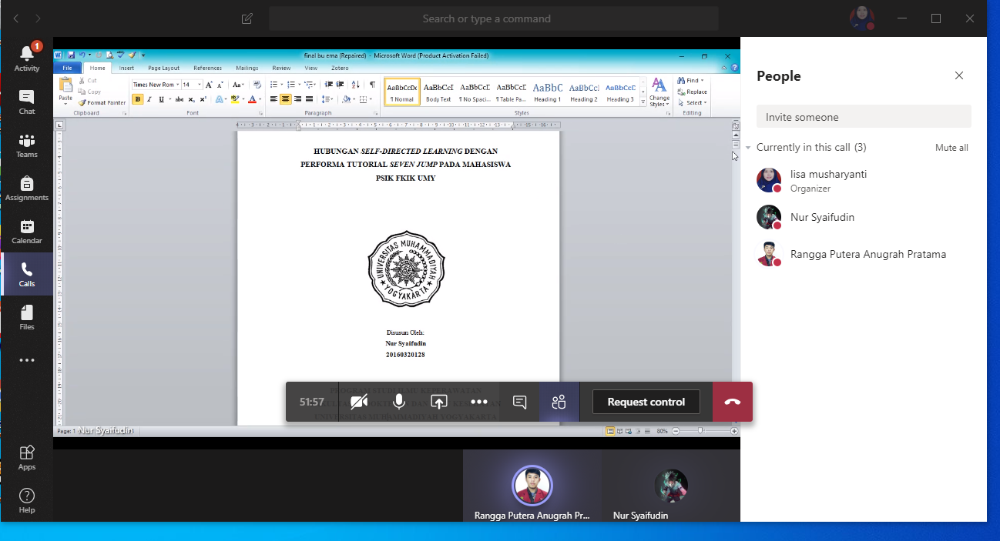 Search or type a command
1
Activity
Chat
Teams
Assignments
Calendar
Calls
Files
Apps
Help
final bu ema (Repaired) - Microsoft Word (Product Activation Failed)
File Home Insert Page Layout References Mailings Review View Zotero
Paste
Cut
Copy
Format Painter
Clipboard
Times New Rom 14
Font
Paragraph
AaBbCcDc AaBbCcI AaBbCcE AaBbCcE AaBbC AaBbCcI AaBbCcI
¶ Normal Body Text ¶ No Spaci... ¶ Table Pa... Heading 1 Heading 2 Heading 3
Change
Styles
Styles
Find
Replace
Select
Editing
HUBUNGAN SELF-DIRECTED LEARNING DENGAN
PERFORMA TUTORIAL SEVEN JUMP PADA MAHASISWA
PSIK FKIK UMY
UNIVERSITAS MUHAMMADIYAH
YOGYAKARTA
Disusun Oleh:
Nur Syaifudin
20160320128
PROGRAM STUDI ILMU KEPERAWATAN
UNIVERSITAS MUHAMMADIYAH YOGYAKARTA
51:57
Request control
Page: 1
Nur Syaifudin
80%
Rangga Putera Anugrah Pr...
Nur Syaifudin
People
Invite someone
Currently in this call (3)
Mute all
lisa musharyanti
Organizer
Nur Syaifudin
Rangga Putera Anugrah Pratama